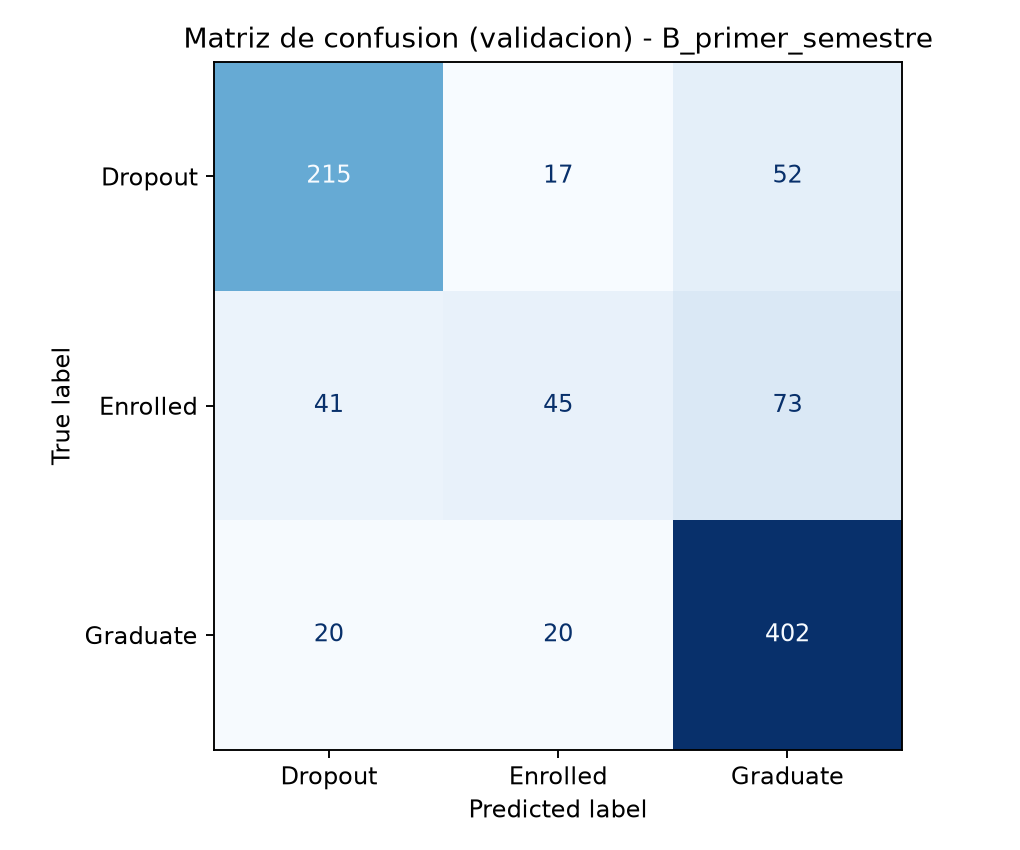 Matriz de confusion (validacion) - B_primer_semestre
Dropout 215 17 52
Enrolled 41 45 73
Graduate 20 20 402
True label
Dropout Enrolled Graduate
Predicted label